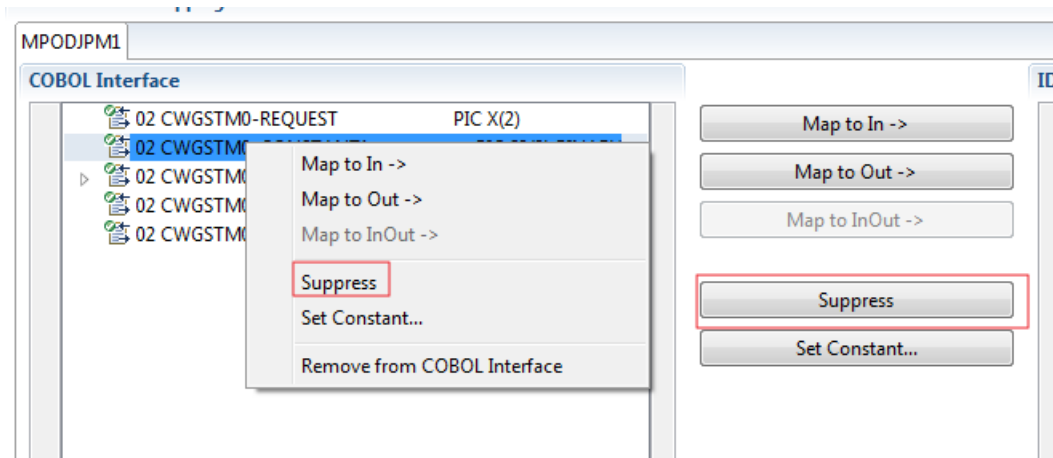 MPODJPM1
COBOL Interface
ID
02 CWGSTM0-REQUEST PIC X(2)
02 CWGSTM0
02 CWGSTM0
02 CWGSTM0
02 CWGSTM0
Map to In ->
Map to Out ->
Map to InOut ->
Suppress
Set Constant...
Remove from COBOL Interface
Map to In ->
Map to Out ->
Map to InOut ->
Suppress
Set Constant...